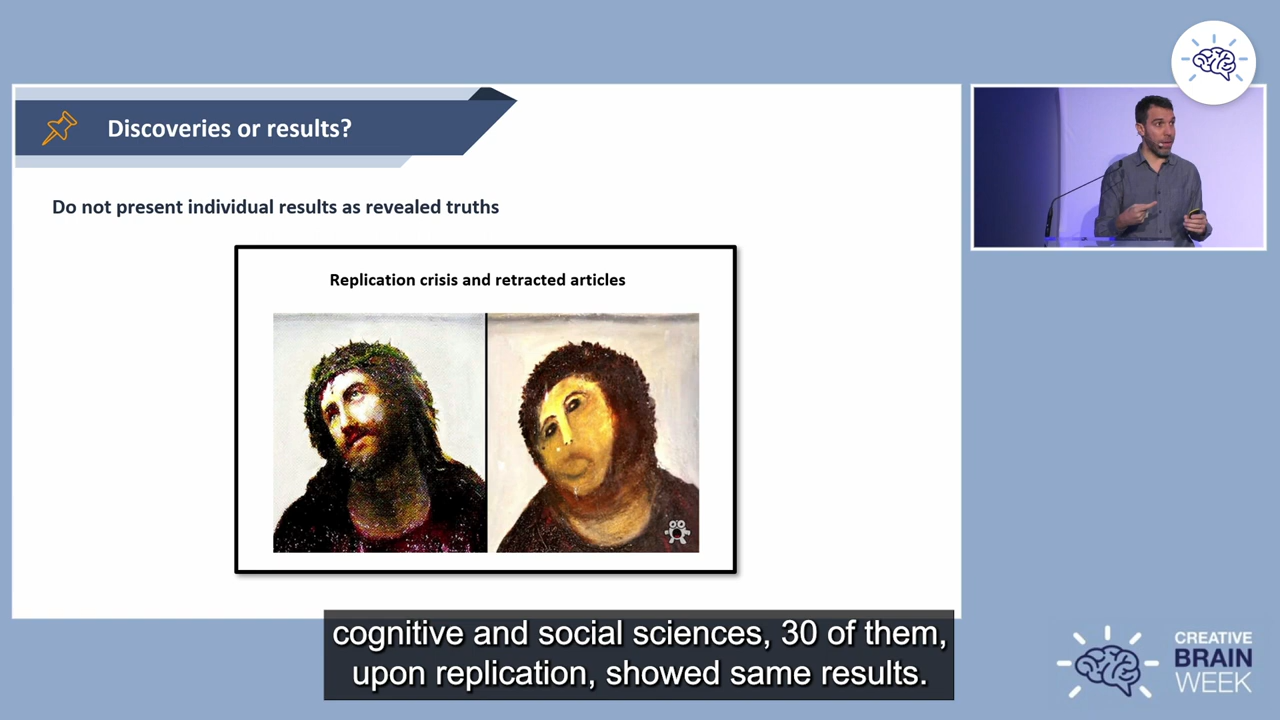 Discoveries or results?
Do not present individual results as revealed truths
Replication crisis and retracted articles
cognitive and social sciences, 30 of them,
upon replication, showed same results.
CREATIVE
BRAIN
WEEK